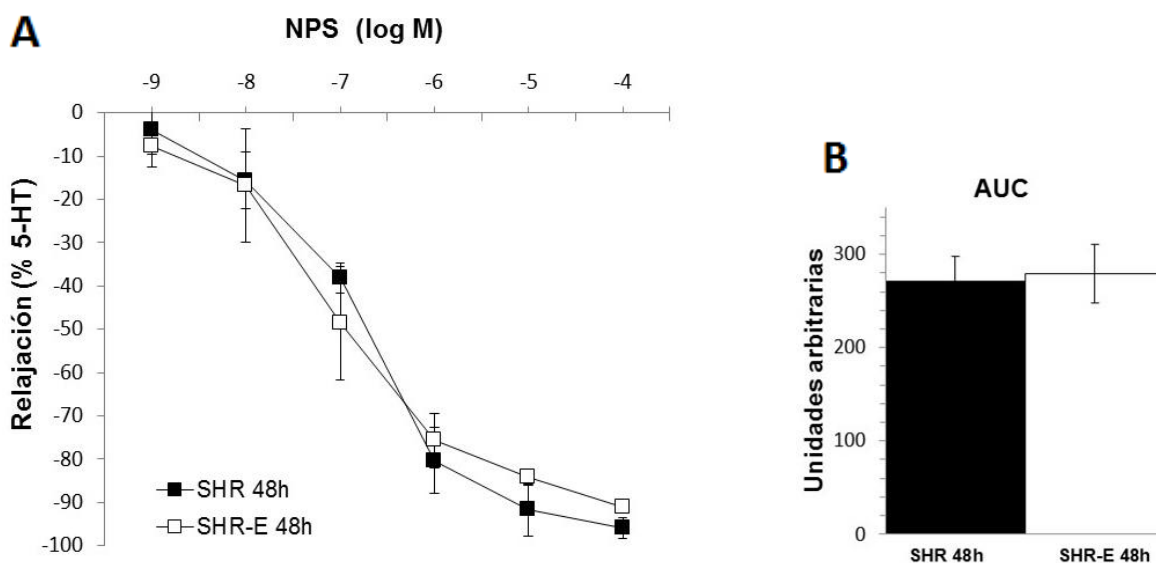 A
NPS (log M)
-9 -8 -7 -6 -5 -4
Relajación (% 5-HT)
0
-10
-20
-30
-40
-50
-60
-70
-80
-90
-100
SHR 48h
SHR-E 48h
B
AUC
Unidades arbitrarias
300
200
100
0
SHR 48h SHR-E 48h